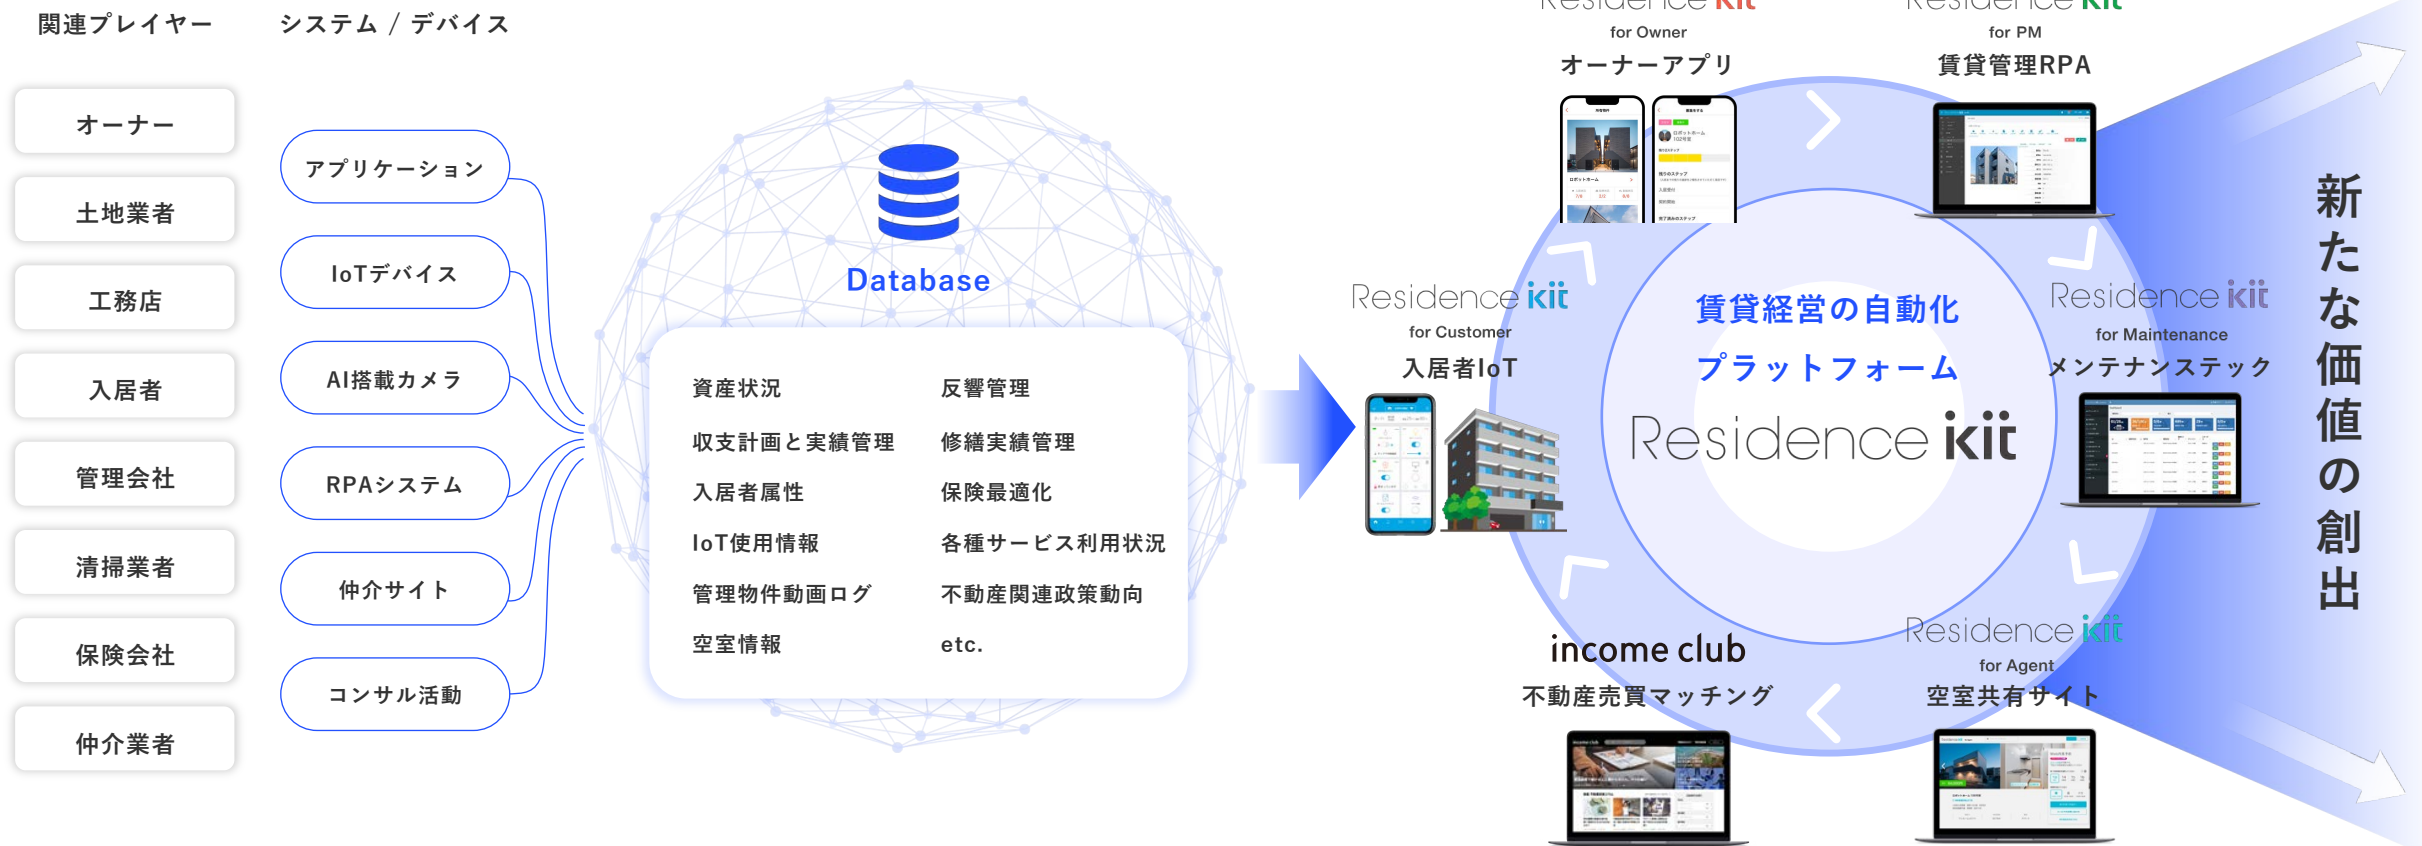 関連プレイヤー
システム / デバイス
オーナー
土地業者
工務店
入居者
管理会社
清掃業者
保険会社
仲介業者
アプリケーション
IoTデバイス
AI搭載カメラ
RPAシステム
仲介サイト
コンサル活動
Database
資産状況
収支計画と実績管理
入居者属性
IoT使用情報
管理物件動画ログ
空室情報
反響管理
修繕実績管理
保険最適化
各種サービス利用状況
不動産関連政策動向
etc.
Residence kit
for Owner
オーナーアプリ
Residence kit
for PM
賃貸管理RPA
Residence kit
for Customer
入居者IoT
賃貸経営の自動化
プラットフォーム
Residence kit
Residence kit
for Maintenance
メンテナンステック
income club
不動産売買マッチング
Residence kit
for Agent
空室共有サイト
新たな価値の創出